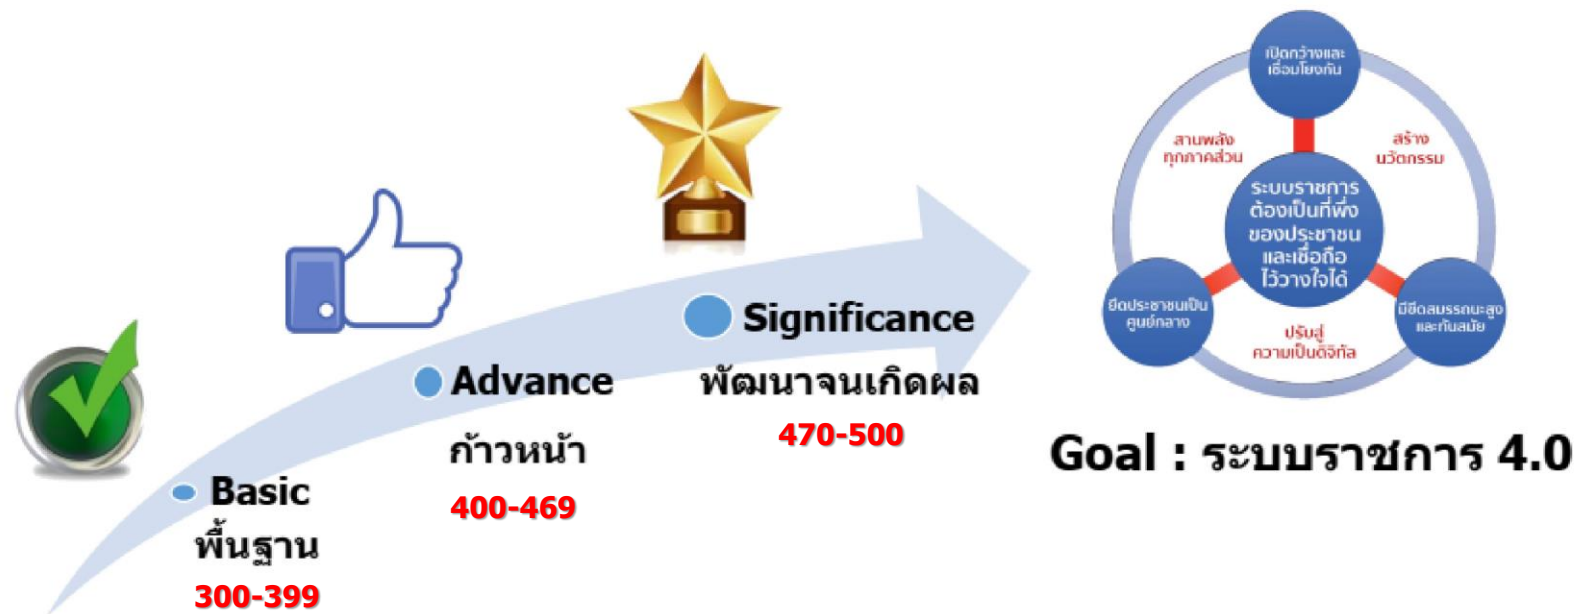 Basic
พื้นฐาน
300-399
Advance
ก้าวหน้า
400-469
Significance
พัฒนาจนเกิดผล
470-500
เปิดกว้างและ
เชื่อมโยงกัน
สานพลัง
ทุกภาคส่วน
สร้าง
นวัตกรรม
ระบบราชการ
ต้องเป็นที่พึ่ง
ของประชาชน
และเชื่อถือ
ไว้วางใจได้
ยึดประชาชนเป็น
ศูนย์กลาง
มีขีดสมรรถนะสูง
และทันสมัย
ปรับสู่
ความเป็นดิจิทัล
Goal : ระบบราชการ 4.0